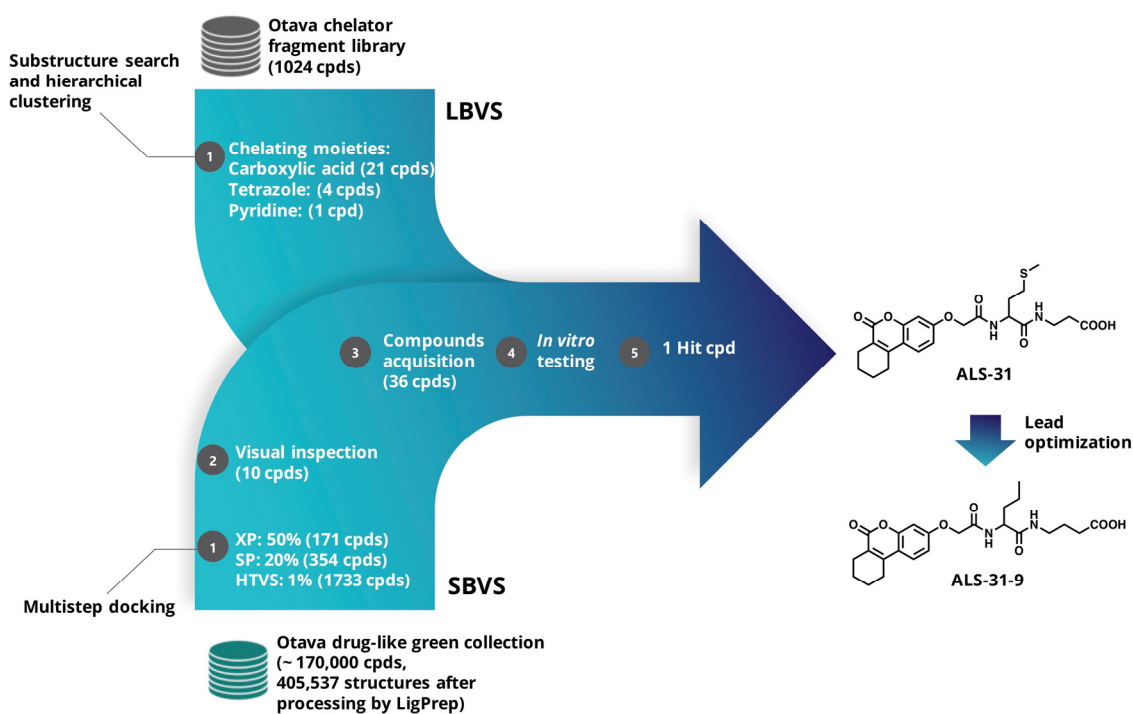 Otava chelator
fragment library
(1024 cpds)
Substructure search
and hierarchical
clustering
LBVS
1
Chelating moieties:
Carboxylic acid (21 cpds)
Tetrazole: (4 cpds)
Pyridine: (1 cpd)
3
Compounds
acquisition
(36 cpds)
4
In vitro
testing
5
1 Hit cpd
2
Visual inspection
(10 cpds)
1
XP: 50% (171 cpds)
SP: 20% (354 cpds)
HTVS: 1% (1733 cpds)
Multistep docking
SBVS
Otava drug-like green collection
(~ 170,000 cpds,
405,537 structures after
processing by LigPrep)
S
O
O
O
O
N
H
O
H
N
COOH
ALS-31
Lead
optimization
O
O
O
O
N
H
O
H
N
COOH
ALS-31-9